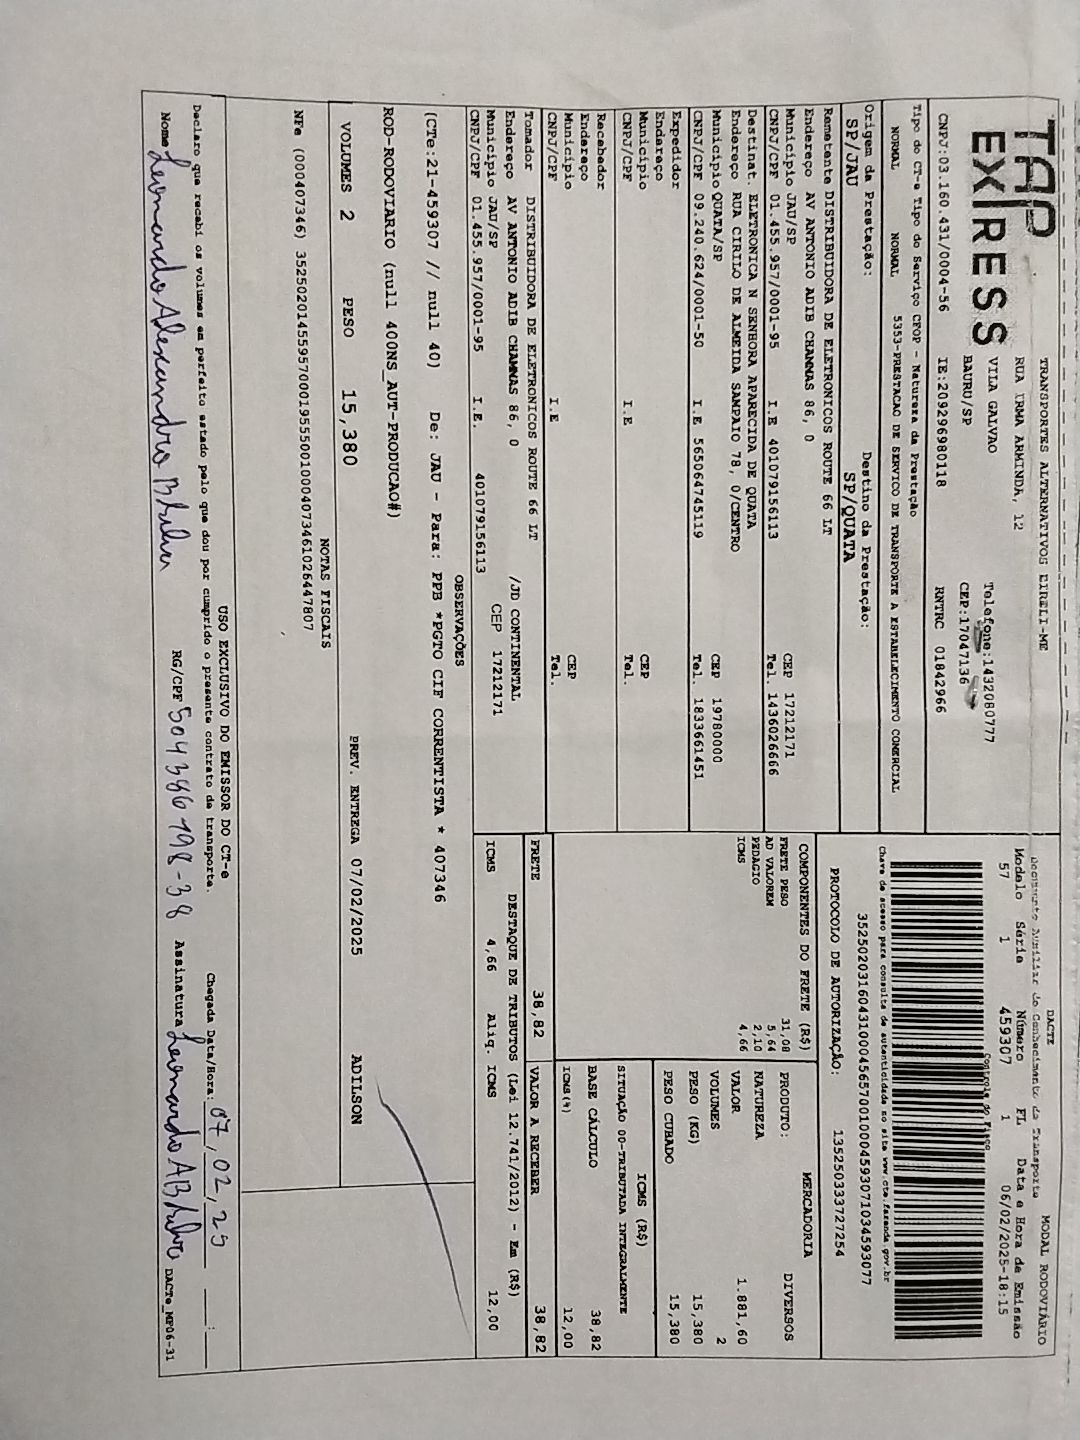 TAP
EXPRESS
TRANSPORTES ALTERNATIVOS EIRELI-ME
RUA IRMA ARMINDA, 12
VILA GALVAO Telefone:1432080777
BAURU/SP CEP:17047136
CNPJ:03.160.431/0004-56 IE:209296980118 RNTRC 01842966
Tipo do CT-e Tipo do Serviço CFOP - Natureza da Prestação
NORMAL NORMAL 5353-PRESTACAO DE SERVICO DE TRANSPORTE A ESTABELECIMENTO COMERCIAL
Origem da Prestação: Destino da Prestação:
SP/JAU SP/QUATA
Remetente DISTRIBUIDORA DE ELETRONICOS ROUTE 66 LT
Endereço AV ANTONIO ADIB CHAMMAS 86, 0
Município JAU/SP CEP 17212171
CNPJ/CPF 01.455.957/0001-95 I.E 401079156113 Tel. 1436026666
Destinat. ELETRONICA N SENHORA APARECIDA DE QUATA
Endereço RUA CIRILO DE ALMEIDA SAMPAIO 78, 0/CENTRO
Município QUATA/SP CEP 19780000
CNPJ/CPF 09.240.624/0001-50 I.E 565064745119 Tel. 1833661451
Expedidor
Endereço
Município CEP
CNPJ/CPF I.E Tel.
Recebedor
Endereço
Município CEP
CNPJ/CPF I.E Tel.
Tomador DISTRIBUIDORA DE ELETRONICOS ROUTE 66 LT
Endereço AV ANTONIO ADIB CHAMMAS 86, 0 /JD CONTINENTAL
Município JAU/SP CEP 17212171
CNPJ/CPF 01.455.957/0001-95 I.E. 401079156113
DACTE MODAL RODOVIÁRIO
Documento Auxiliar do Conhecimento de Transporte
Modelo Série Número FL Data e Hora de Emissão
57 1 459307 1 06/02/2025-18:15
Controle do Fisco
Chave de acesso para consulta de autenticidade no site www.cte.fazenda.gov.br
35250203160431000456570010004593071034593077
PROTOCOLO DE AUTORIZAÇÃO: 135250333727254
COMPONENTES DO FRETE (R$)
FRETE PESO 31,08
AD VALOREM 5,64
PEDAGIO 2,10
ICMS 4,66
MERCADORIA
PRODUTO: DIVERSOS
NATUREZA
VALOR 1.881,60
VOLUMES 2
PESO (KG) 15,380
PESO CUBADO 15,380
ICMS (R$)
SITUAÇÃO 00-TRIBUTADA INTEGRALMENTE
BASE CÁLCULO 38,82
ICMS(%) 12,00
FRETE 38,82 VALOR A RECEBER 38,82
DESTAQUE DE TRIBUTOS (Lei 12.741/2012) - Em (R$)
ICMS 4,66 Aliq. ICMS 12,00
OBSERVAÇÕES
(CTe:21-459307 // null 40) De: JAU - Para: PPB *PGTO CIF CORRENTISTA * 407346
ROD-RODOVIARIO (null 400NS_AUT-PRODUCAO#)
VOLUMES 2 PESO 15,380 PREV. ENTREGA 07/02/2025 ADILSON
NOTAS FISCAIS
NFe (000407346) 35250201455957000195550010004073461026447807
USO EXCLUSIVO DO EMISSOR DO CT-e
Declaro que recebi os volumes em perfeito estado pelo que dou por cumprido o presente contrato de transporte. Chegada Data/Hora: 07/02/25 __:__
Nome Leonardo Alexandro B Silva RG/CPF 504386798-38 Assinatura Leonardo AB Silva DACTe_MP06-31